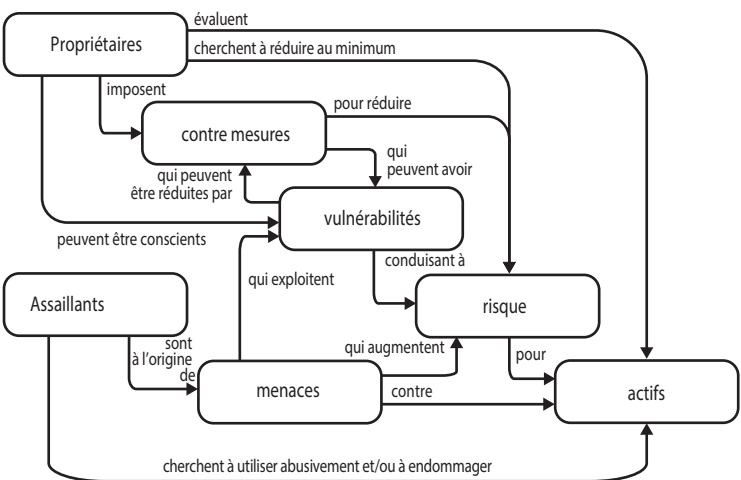 évaluent
Propriétaires
cherchent à réduire au minimum
imposent
pour réduire
contre mesures
qui
peuvent avoir
qui peuvent
être réduites par
vulnérabilités
peuvent être conscients
conduisant à
qui exploitent
Assaillants
risque
sont
à l'origine
de
qui augmentent
pour
menaces
contre
actifs
cherchent à utiliser abusivement et/ou à endommager